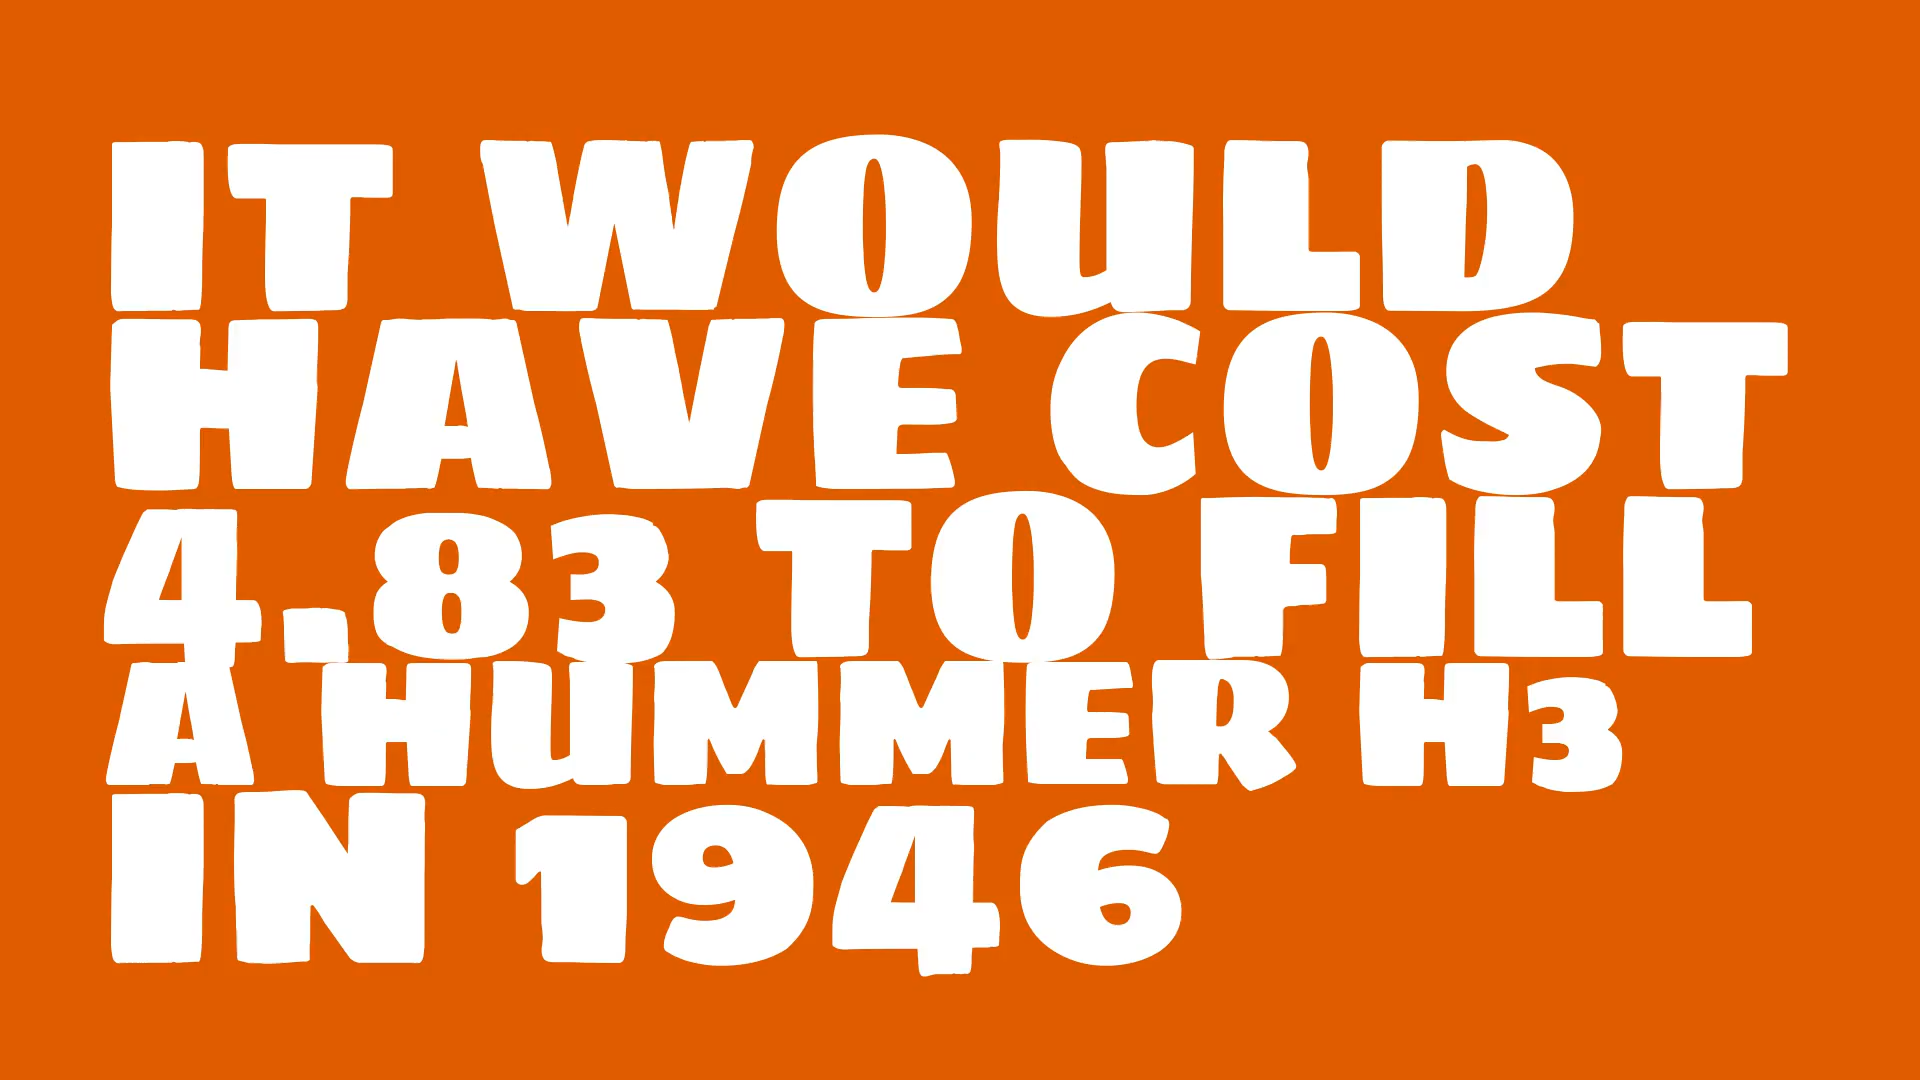 IT WOULD
HAVE COST
4.83 TO FILL
A HUMMER H3
IN 1946